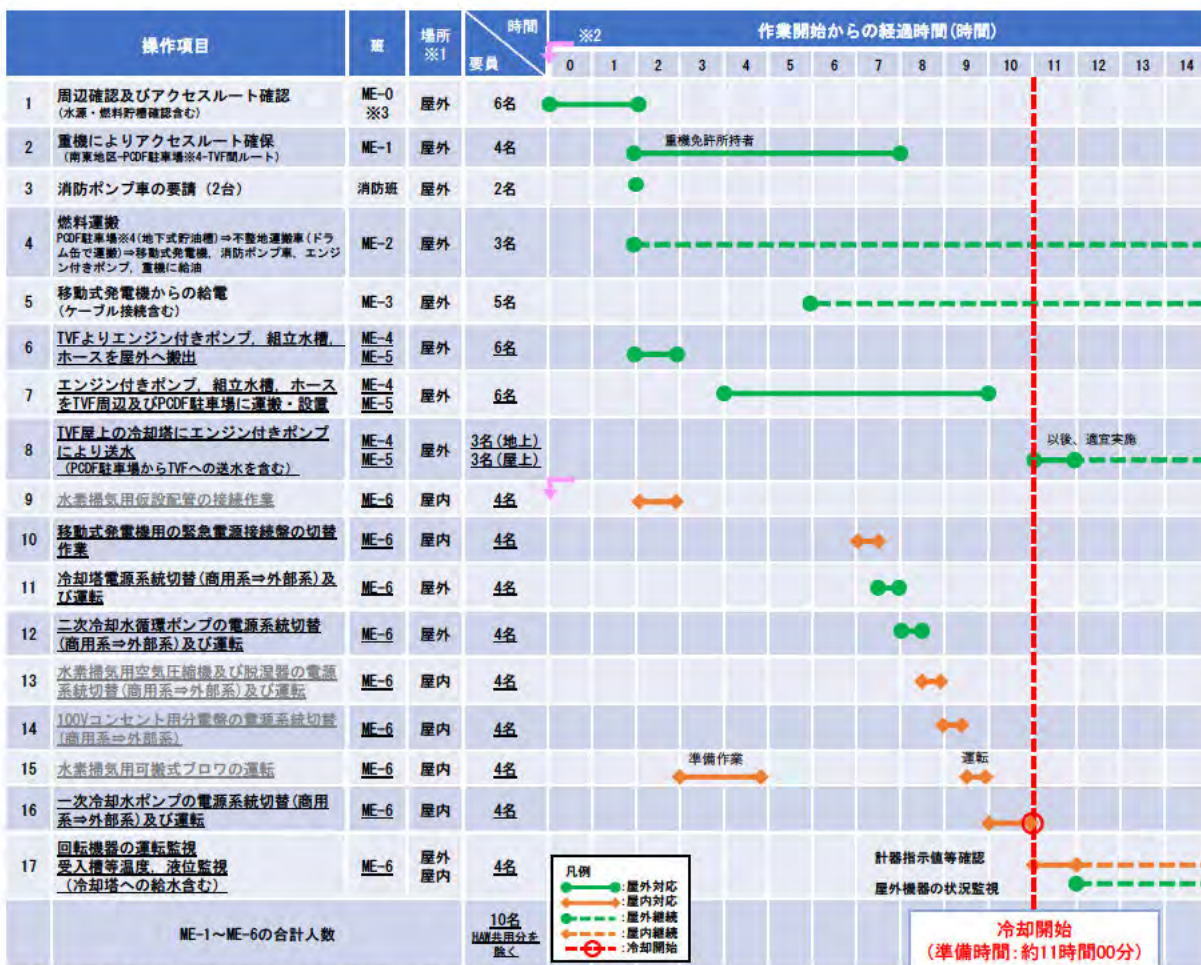 操作項目
班
場所
※1
時間
要員
※2
作業開始からの経過時間(時間)
0 1 2 3 4 5 6 7 8 9 10 11 12 13 14
1
周辺確認及びアクセスルート確認
(水源・燃料貯槽確認含む)
ME-0
※3
屋外
6名
2
重機によりアクセスルート確保
(南東地区-PCDF駐車場※4-TVF間ルート)
ME-1
屋外
4名
重機免許所持者
3
消防ポンプ車の要請(2台)
消防班
屋外
2名
4
燃料運搬
PCDF駐車場※4(地下式貯油槽)⇒不整地運搬車(ドラ
ム缶で運搬)⇒移動式発電機, 消防ポンプ車, エンジ
ン付きポンプ, 重機に給油
ME-2
屋外
3名
5
移動式発電機からの給電
(ケーブル接続含む)
ME-3
屋外
5名
6
TVFよりエンジン付きポンプ, 組立水槽,
ホースを屋外へ搬出
ME-4
ME-5
屋外
6名
7
エンジン付きポンプ, 組立水槽, ホース
をTVF周辺及びPCDF駐車場に運搬・設置
ME-4
ME-5
屋外
6名
8
TVF屋上の冷却塔にエンジン付きポンプ
により送水
(PCDF駐車場からTVFへの送水を含む)
ME-4
ME-5
屋外
3名(地上)
3名(屋上)
以後、適宜実施
9
水素掃気用仮設配管の接続作業
ME-6
屋内
4名
10
移動式発電機用の緊急電源接続盤の切替
作業
ME-6
屋内
4名
11
冷却塔電源系統切替(商用系⇒外部系)及
び運転
ME-6
屋外
4名
12
二次冷却水循環ポンプの電源系統切替
(商用系⇒外部系)及び運転
ME-6
屋外
4名
13
水素掃気用空気圧縮機及び脱湿器の電源
系統切替(商用系⇒外部系)及び運転
ME-6
屋内
4名
14
100Vコンセント用分電盤の電源系統切替
(商用系⇒外部系)
ME-6
屋内
4名
15
水素掃気用可搬式ブロワの運転
ME-6
屋内
4名
準備作業
運転
16
一次冷却水ポンプの電源系統切替(商用
系⇒外部系)及び運転
ME-6
屋内
4名
17
回転機器の運転監視
受入槽等温度, 液位監視
(冷却塔への給水含む)
ME-6
屋外
屋内
4名
計器指示値等確認
屋外機器の状況監視
ME-1～ME-6の合計人数
10名
HAW共用分を
除く
凡例
:屋外対応
:屋内対応
:屋外継続
:屋内継続
:冷却開始
冷却開始
(準備時間:約11時間00分)